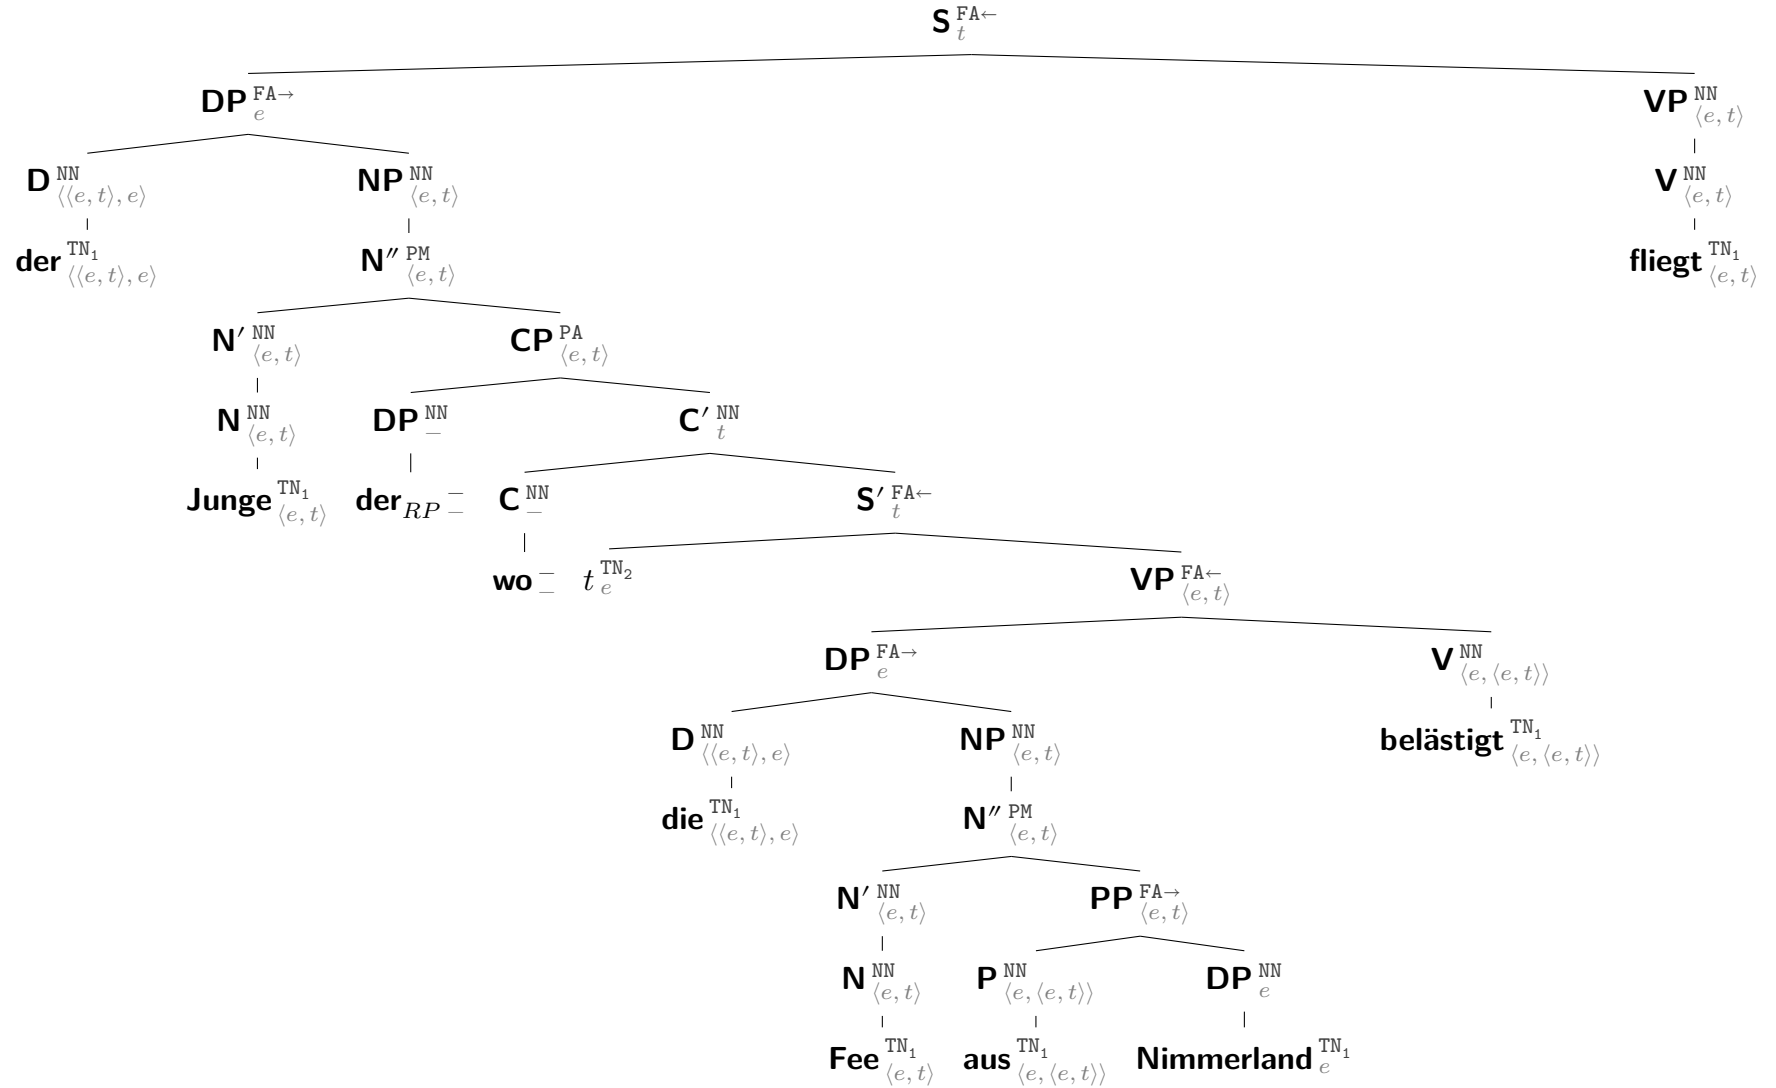 S FA← t
DP FA→ e VP NN ⟨e, t⟩
D NN ⟨⟨e, t⟩, e⟩ NP NN ⟨e, t⟩ V NN ⟨e, t⟩
der TN₁ ⟨⟨e, t⟩, e⟩ N″ PM ⟨e, t⟩ fliegt TN₁ ⟨e, t⟩
N′ NN ⟨e, t⟩ CP PA ⟨e, t⟩
N NN ⟨e, t⟩ DP NN – C′ NN t
Junge TN₁ ⟨e, t⟩ der RP – – C NN – S′ FA← t
wo – – t TN₂ e VP FA← ⟨e, t⟩
DP FA→ e V NN ⟨e, ⟨e, t⟩⟩
D NN ⟨⟨e, t⟩, e⟩ NP NN ⟨e, t⟩ belästigt TN₁ ⟨e, ⟨e, t⟩⟩
die TN₁ ⟨⟨e, t⟩, e⟩ N″ PM ⟨e, t⟩
N′ NN ⟨e, t⟩ PP FA→ ⟨e, t⟩
N NN ⟨e, t⟩ P NN ⟨e, ⟨e, t⟩⟩ DP NN e
Fee TN₁ ⟨e, t⟩ aus TN₁ ⟨e, ⟨e, t⟩⟩ Nimmerland TN₁ e